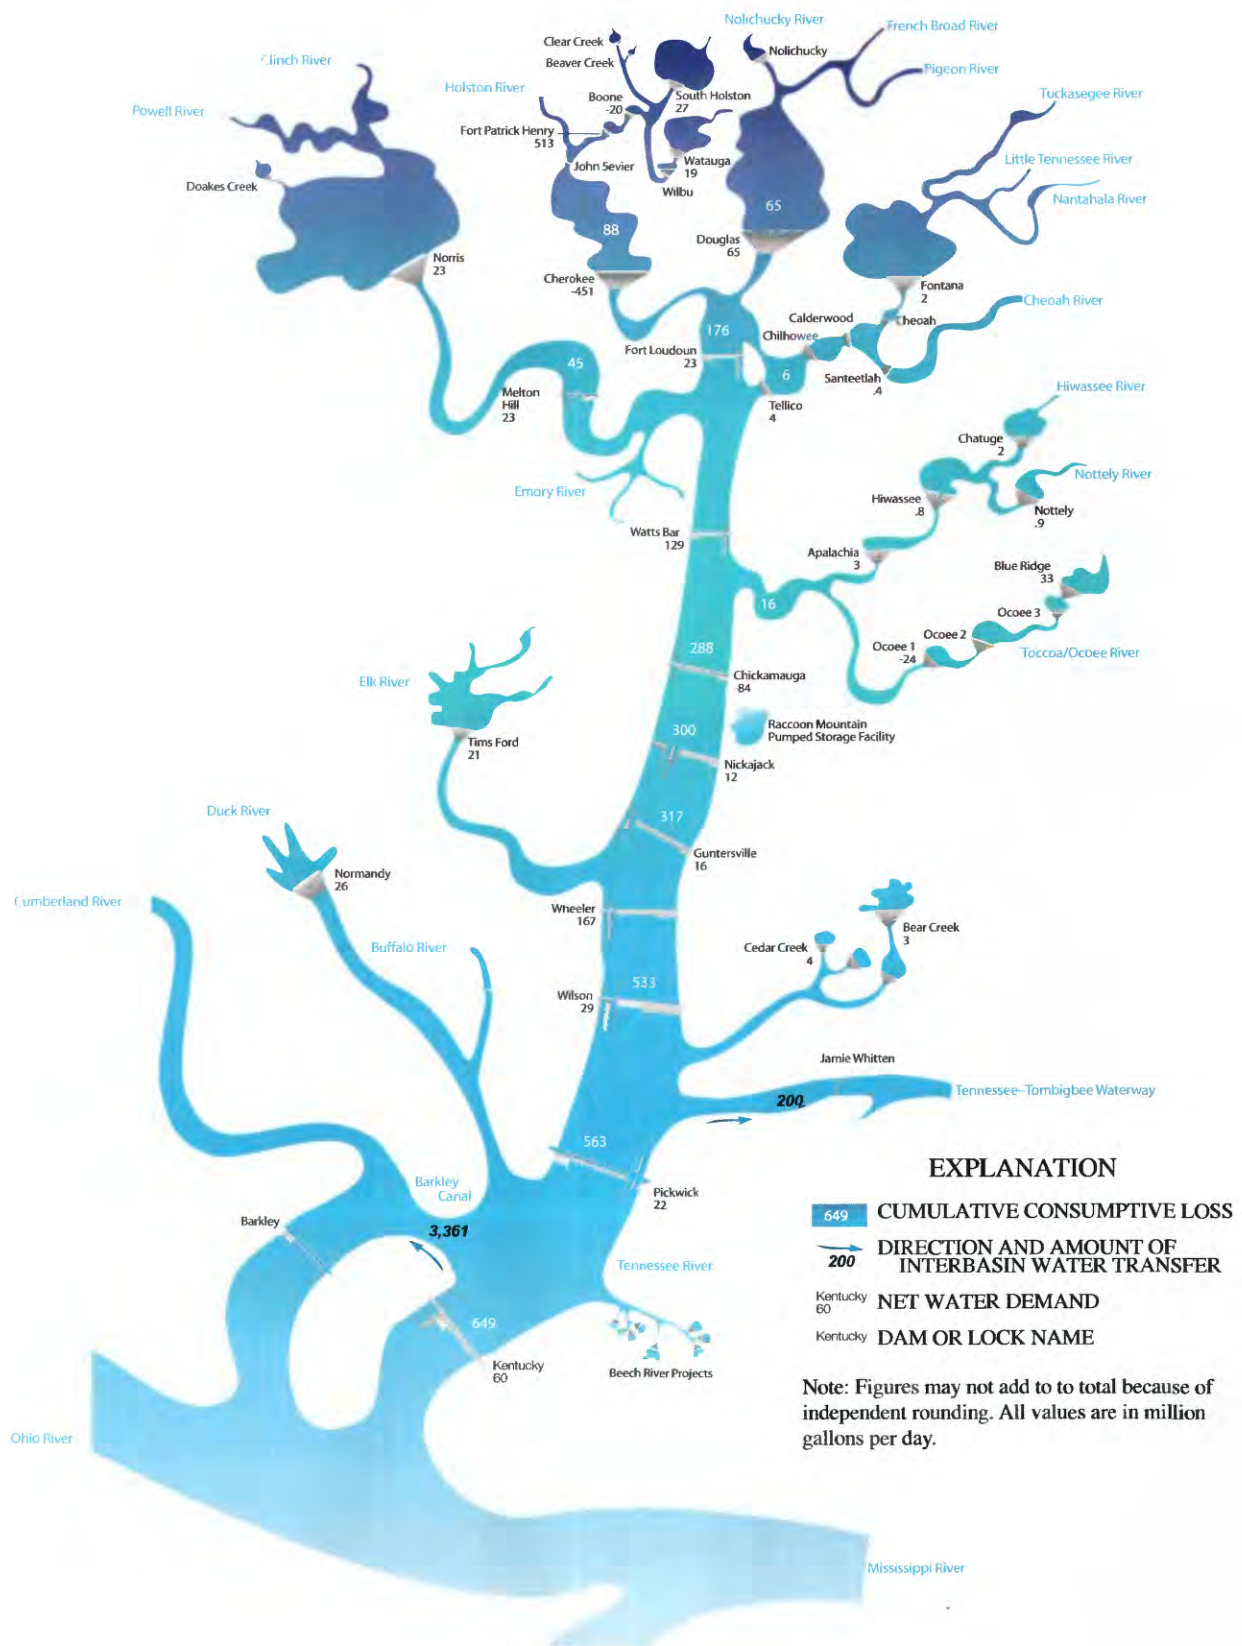 Nolichucky River
French Broad River
Clear Creek
Nolichucky
Clinch River
Beaver Creek
Pigeon River
Holston River
South Holston
27
Boone
-20
Tuckasegee River
Powell River
Fort Patrick Henry
513
Watauga
19
Little Tennessee River
John Sevier
Doakes Creek
Wilbu
Nantahala River
65
88
Douglas
65
Norris
23
Cherokee
-451
Fontana
2
Cheoah River
Calderwood
Cheoah
176
Chilhowee
Fort Loudoun
23
45
6
Santeetlah
.4
Hiwassee River
Melton
Hill
23
Tellico
4
Chatuge
2
Nottely River
Emory River
Hiwassee
.8
Nottely
.9
Watts Bar
129
Apalachia
3
Blue Ridge
33
16
Ocoee 3
Ocoee 2
Ocoee 1
-24
Toccoa/Ocoee River
288
Elk River
Chickamauga
-84
Raccoon Mountain
Pumped Storage Facility
300
Tims Ford
21
Nickajack
12
Duck River
317
Guntersville
16
Normandy
26
Cumberland River
Wheeler
167
Bear Creek
3
Buffalo River
Cedar Creek
4
533
Wilson
29
Jamie Whitten
Tennessee–Tombigbee Waterway
200
563
Barkley
Canal
Pickwick
22
Barkley
3,361
Tennessee River
649
Kentucky
60
Beech River Projects
Ohio River
Mississippi River
EXPLANATION
649 CUMULATIVE CONSUMPTIVE LOSS
DIRECTION AND AMOUNT OF
200 INTERBASIN WATER TRANSFER
Kentucky
60 NET WATER DEMAND
Kentucky DAM OR LOCK NAME
Note: Figures may not add to to total because of
independent rounding. All values are in million
gallons per day.